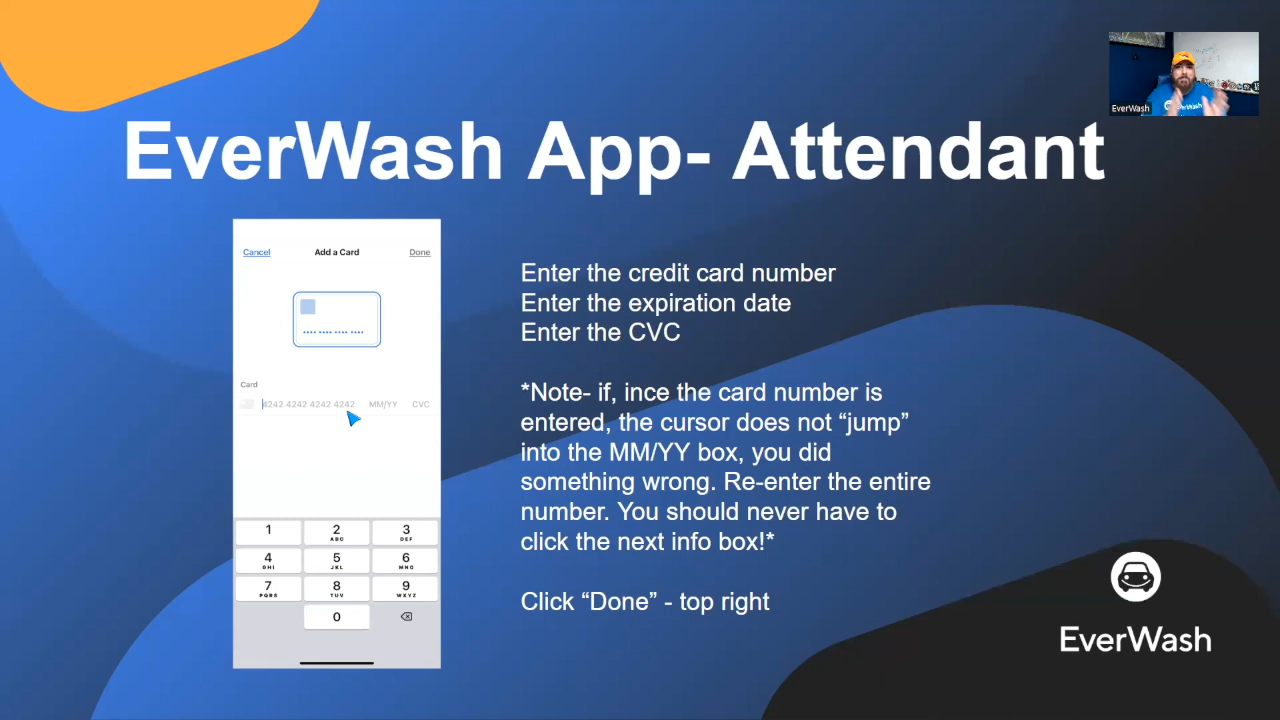 EverWash
EverWash
EverWash App- Attendant
Cancel
Add a Card
Done
Card
4242 4242 4242 4242 MM/YY CVC
1
2
ABC
3
DEF
4
GHI
5
JKL
6
MNO
7
PQRS
8
TUV
9
WXYZ
0
Enter the credit card number
Enter the expiration date
Enter the CVC
*Note- if, ince the card number is
entered, the cursor does not “jump”
into the MM/YY box, you did
something wrong. Re-enter the entire
number. You should never have to
click the next info box!*
Click “Done” - top right
EverWash